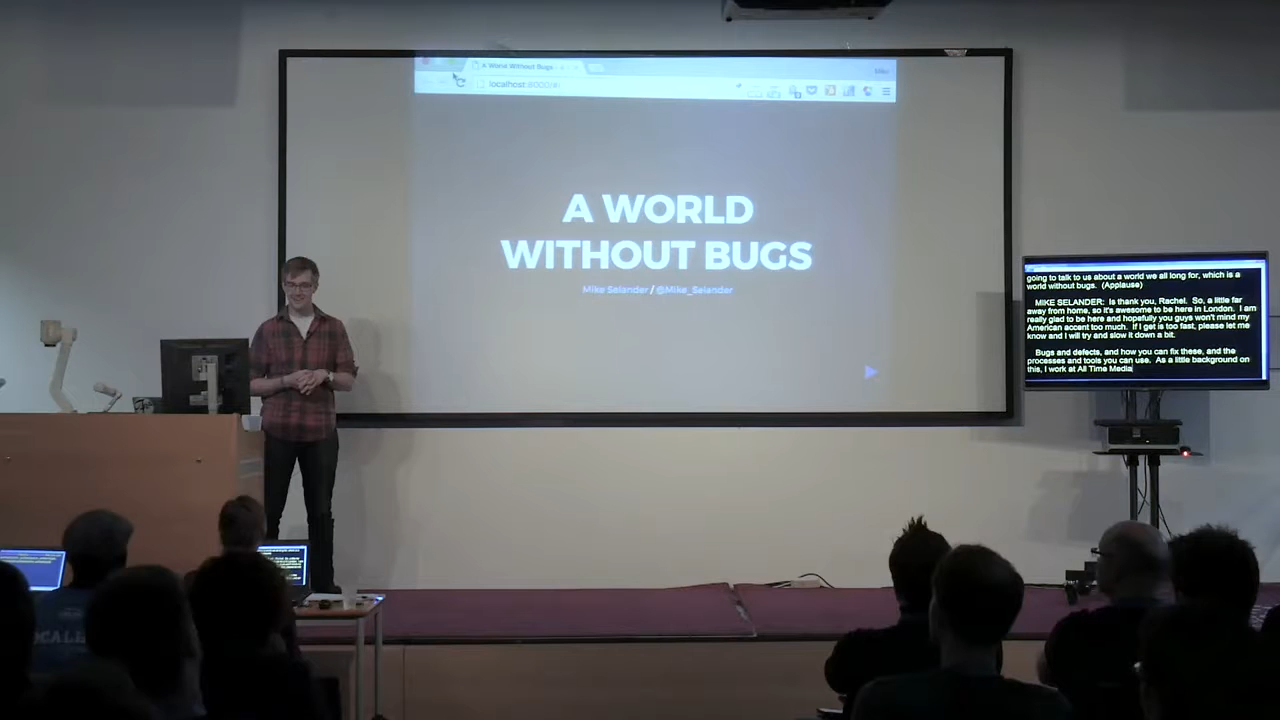 A World Without Bugs
Mike
localhost:8000/#/
A WORLD
WITHOUT BUGS
Mike Selander / @Mike_Selander
going to talk to us about a world we all long for, which is a
world without bugs. (Applause)
MIKE SELANDER: Is thank you, Rachel. So, a little far
away from home, so it's awesome to be here in London. I am
really glad to be here and hopefully you guys won't mind my
American accent too much. If I get is too fast, please let me
know and I will try and slow it down a bit.
Bugs and defects, and how you can fix these, and the
processes and tools you can use. As a little background on
this, I work at All Time Media